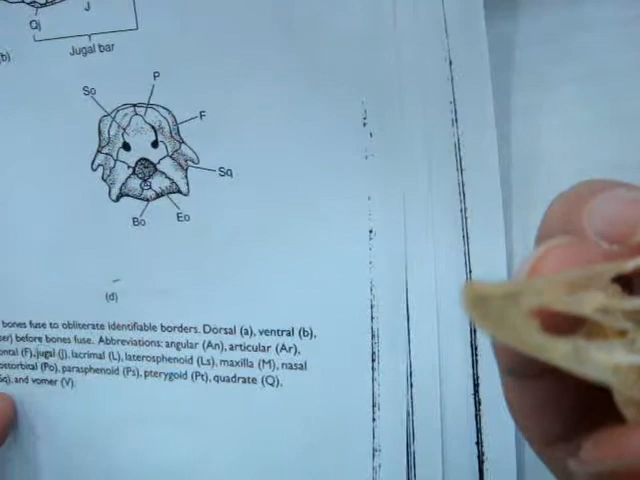 Qj
J
Jugal bar
(b)
P
So
F
Sq
Bo
Eo
(d)
bones fuse to obliterate identifiable borders. Dorsal (a), ventral (b),
before bones fuse. Abbreviations: angular (An), articular (Ar),
(F), jugal (J), lacrimal (L), laterosphenoid (Ls), maxilla (M), nasal
(Po), parasphenoid (Ps), pterygoid (Pt), quadrate (Q),
and vomer (V).